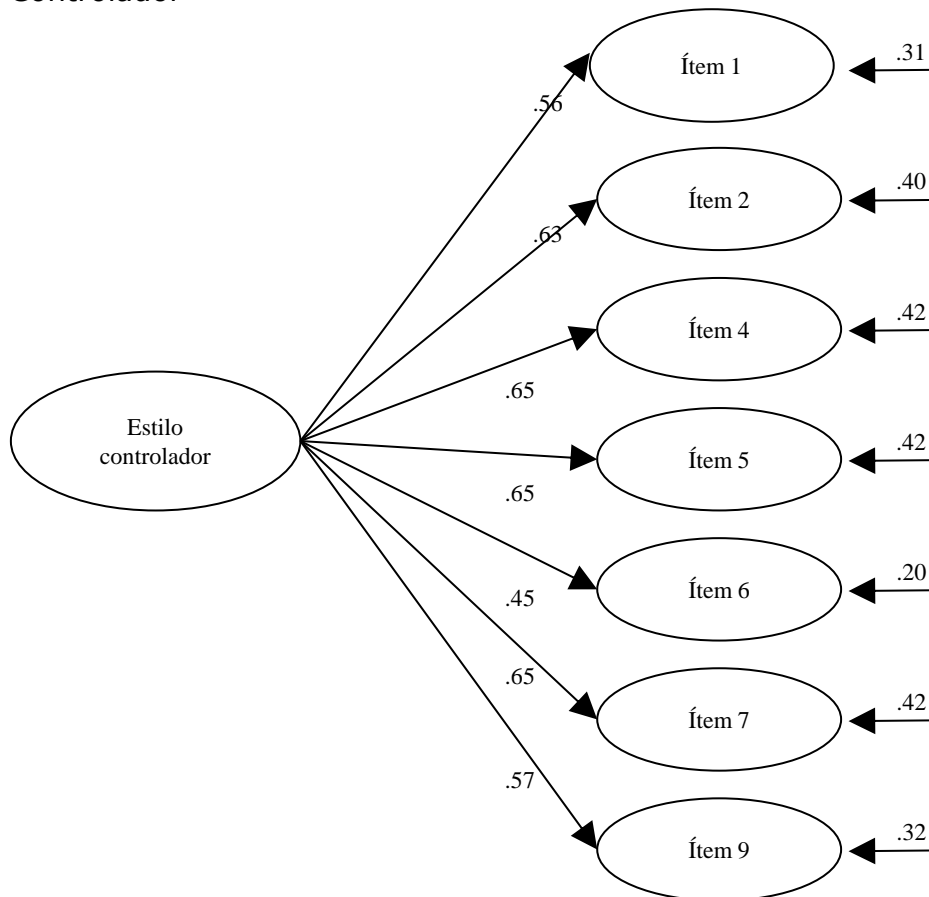 .31
Ítem 1
.56
.40
Ítem 2
.63
.42
Ítem 4
.65
Estilo
controlador
.42
Ítem 5
.65
.20
Ítem 6
.45
.65
.42
Ítem 7
.57
.32
Ítem 9